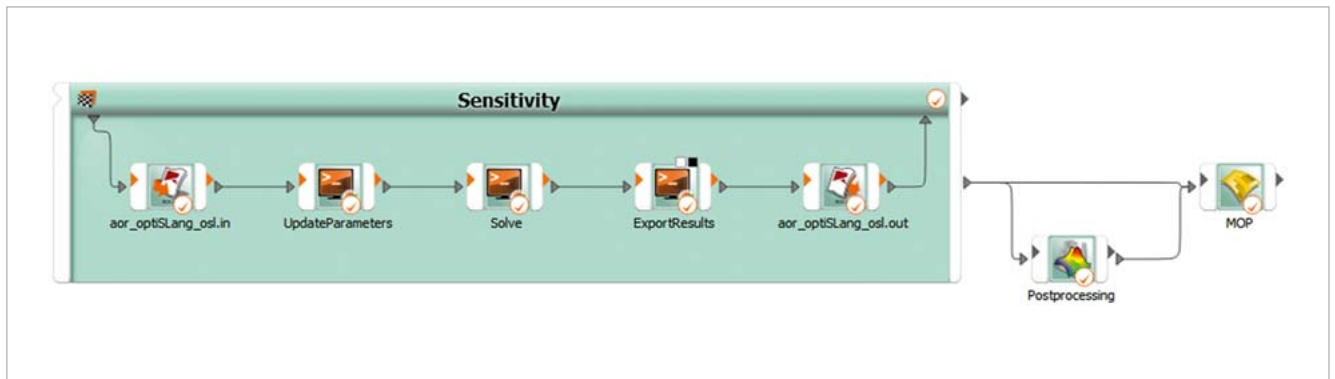 Sensitivity
aor_optiSLang_osl.in
UpdateParameters
Solve
ExportResults
aor_optiSLang_osl.out
MOP
Postprocessing